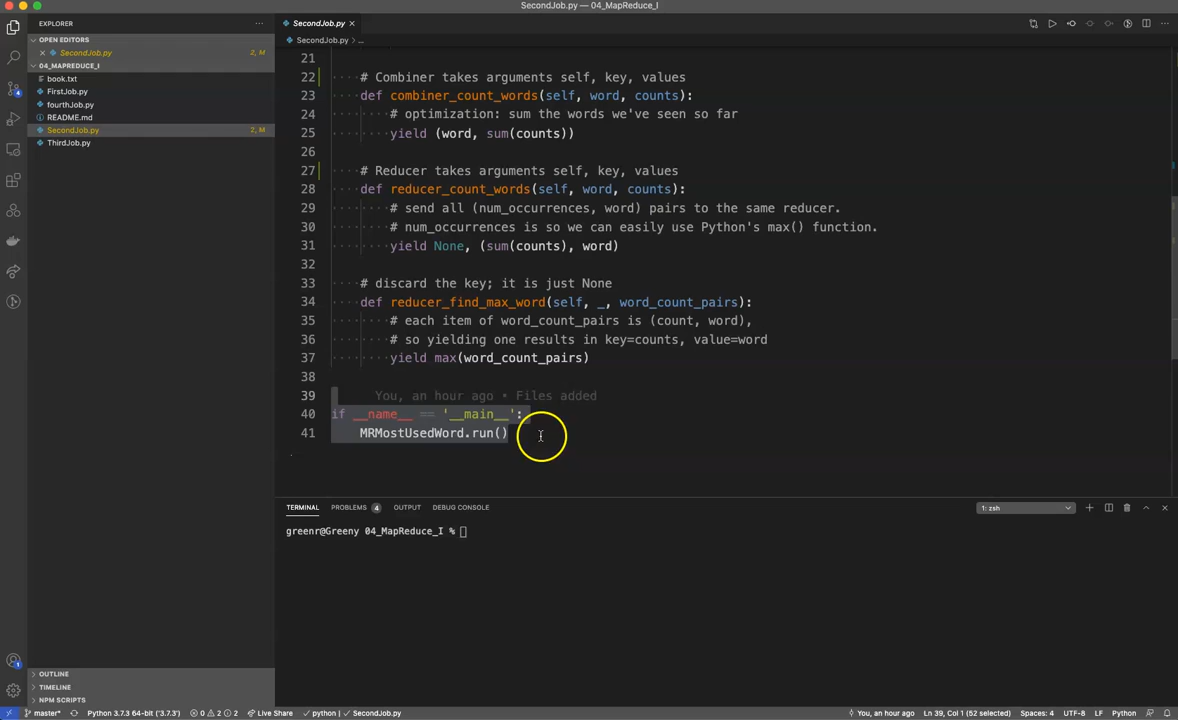 SecondJob.py — 04_MapReduce_I
EXPLORER
OPEN EDITORS
SecondJob.py 2, M
04_MAPREDUCE_I
book.txt
FirstJob.py
fourthJob.py
README.md
SecondJob.py 2, M
ThirdJob.py
OUTLINE
TIMELINE
NPM SCRIPTS
SecondJob.py
SecondJob.py > ...
21
22 # Combiner takes arguments self, key, values
23 def combiner_count_words(self, word, counts):
24 # optimization: sum the words we've seen so far
25 yield (word, sum(counts))
26
27 # Reducer takes arguments self, key, values
28 def reducer_count_words(self, word, counts):
29 # send all (num_occurrences, word) pairs to the same reducer.
30 # num_occurrences is so we can easily use Python's max() function.
31 yield None, (sum(counts), word)
32
33 # discard the key; it is just None
34 def reducer_find_max_word(self, _, word_count_pairs):
35 # each item of word_count_pairs is (count, word),
36 # so yielding one results in key=counts, value=word
37 yield max(word_count_pairs)
38
39 You, an hour ago • Files added
40 if __name__ == '__main__':
41 MRMostUsedWord.run()
TERMINAL PROBLEMS 4 OUTPUT DEBUG CONSOLE 1: zsh
greenr@Greeny 04_MapReduce_I %
master* Python 3.7.3 64-bit ('3.7.3') 0 2 2 Live Share python | SecondJob.py You, an hour ago Ln 39, Col 1 (52 selected) Spaces: 4 UTF-8 LF Python